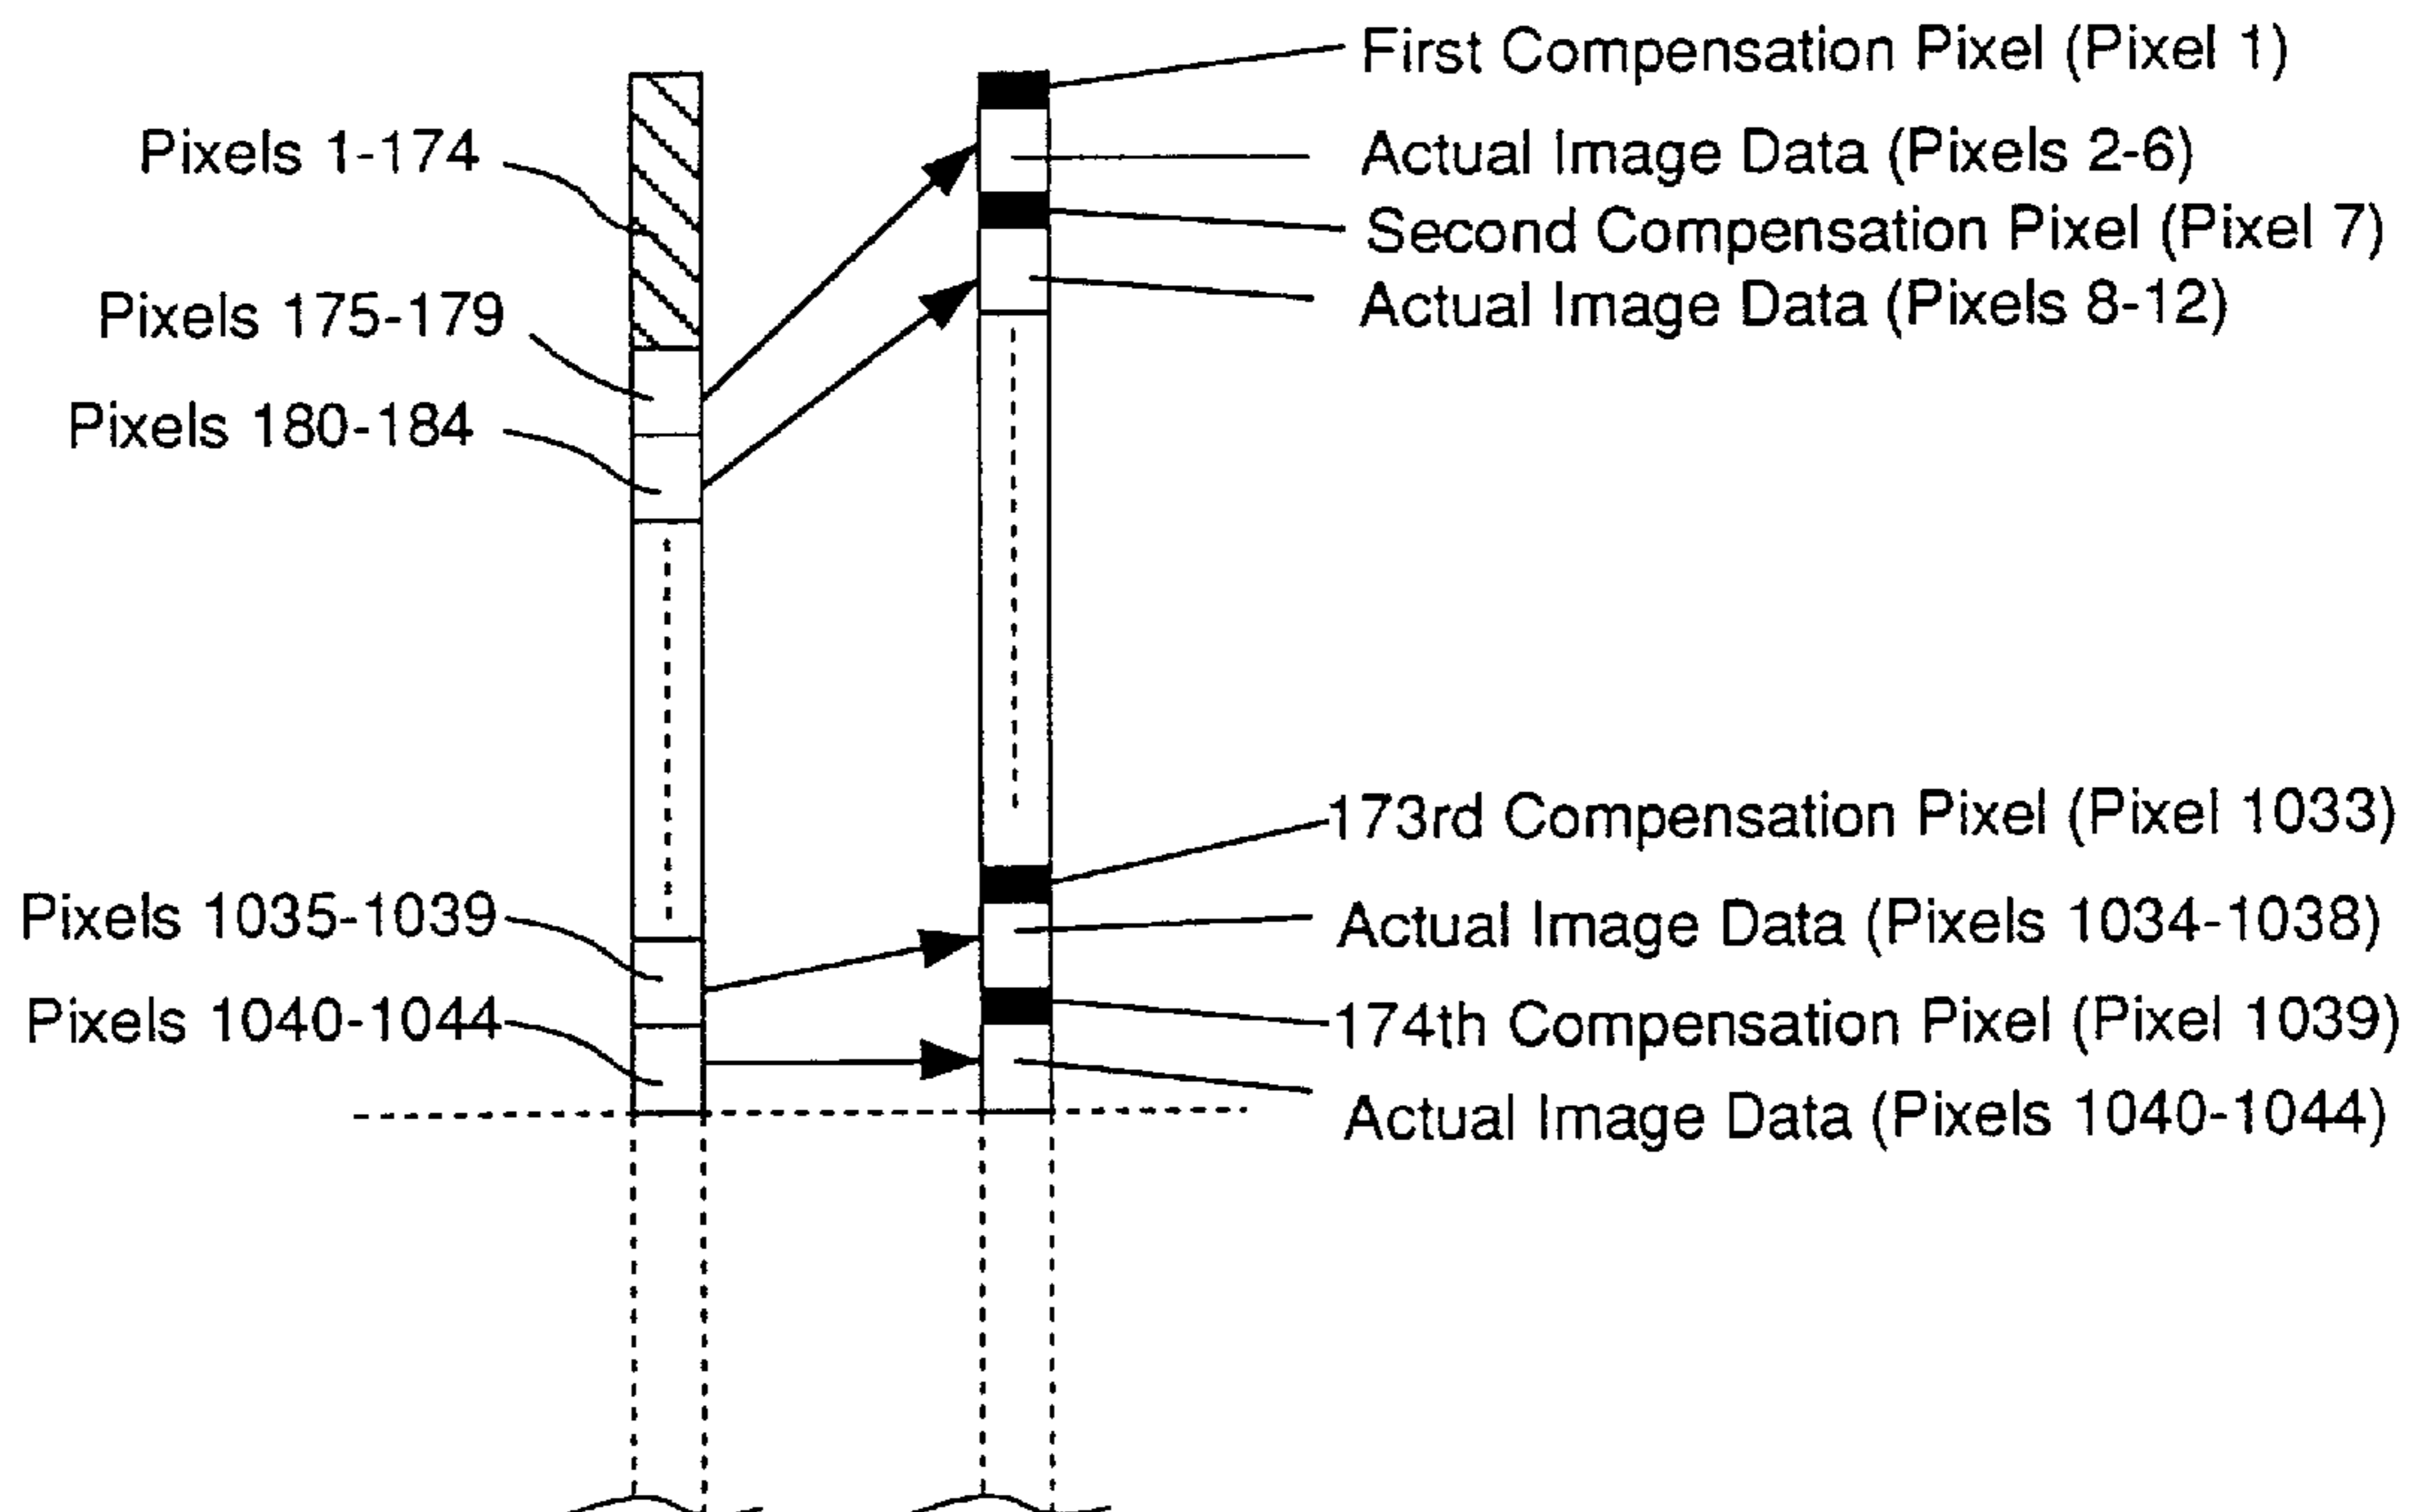 Pixels 1-174
Pixels 175-179
Pixels 180-184
Pixels 1035-1039
Pixels 1040-1044
First Compensation Pixel (Pixel 1)
Actual Image Data (Pixels 2-6)
Second Compensation Pixel (Pixel 7)
Actual Image Data (Pixels 8-12)
173rd Compensation Pixel (Pixel 1033)
Actual Image Data (Pixels 1034-1038)
174th Compensation Pixel (Pixel 1039)
Actual Image Data (Pixels 1040-1044)